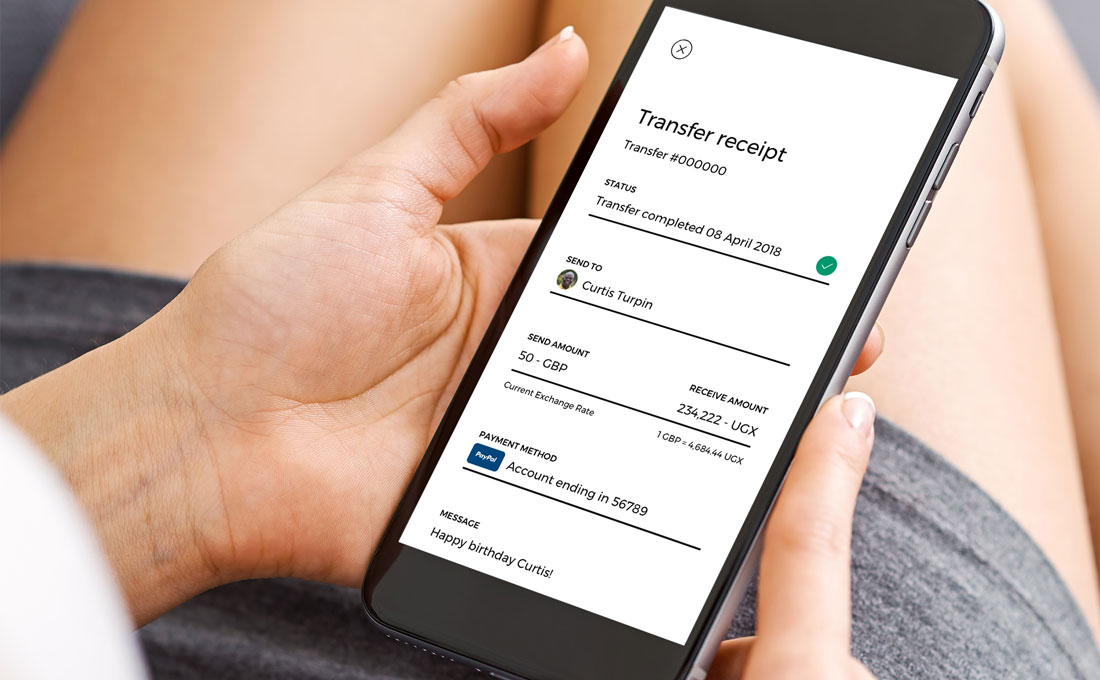 Transfer receipt
Transfer #000000
STATUS
Transfer completed 08 April 2018
SEND TO
Curtis Turpin
SEND AMOUNT
50 - GBP
RECEIVE AMOUNT
234,222 - UGX
Current Exchange Rate
1 GBP = 4,684.44 UGX
PAYMENT METHOD
PayPal Account ending in 56789
MESSAGE
Happy birthday Curtis!